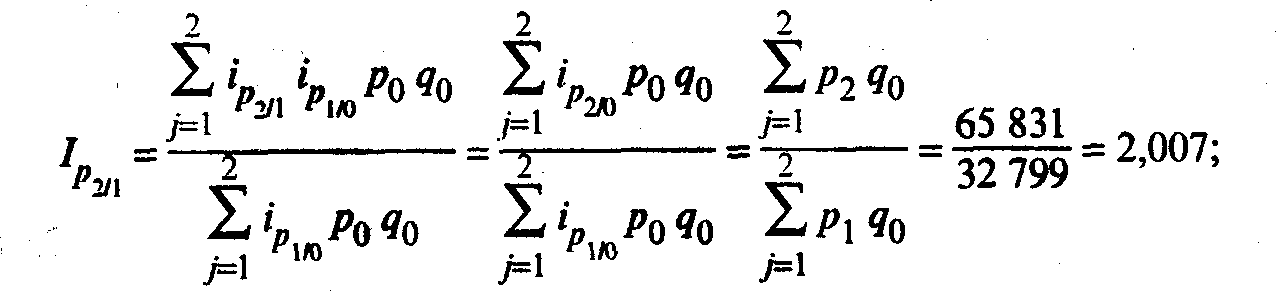 I_{p_{2/1}} = \frac{\sum_{j=1}^{2} i_{p_{2/1}} i_{p_{1/0}} p_0 q_0}{\sum_{j=1}^{2} i_{p_{1/0}} p_0 q_0} = \frac{\sum_{j=1}^{2} i_{p_{2/0}} p_0 q_0}{\sum_{j=1}^{2} i_{p_{1/0}} p_0 q_0} = \frac{\sum_{j=1}^{2} p_2 q_0}{\sum_{j=1}^{2} p_1 q_0} = \frac{65 831}{32 799} = 2,007;